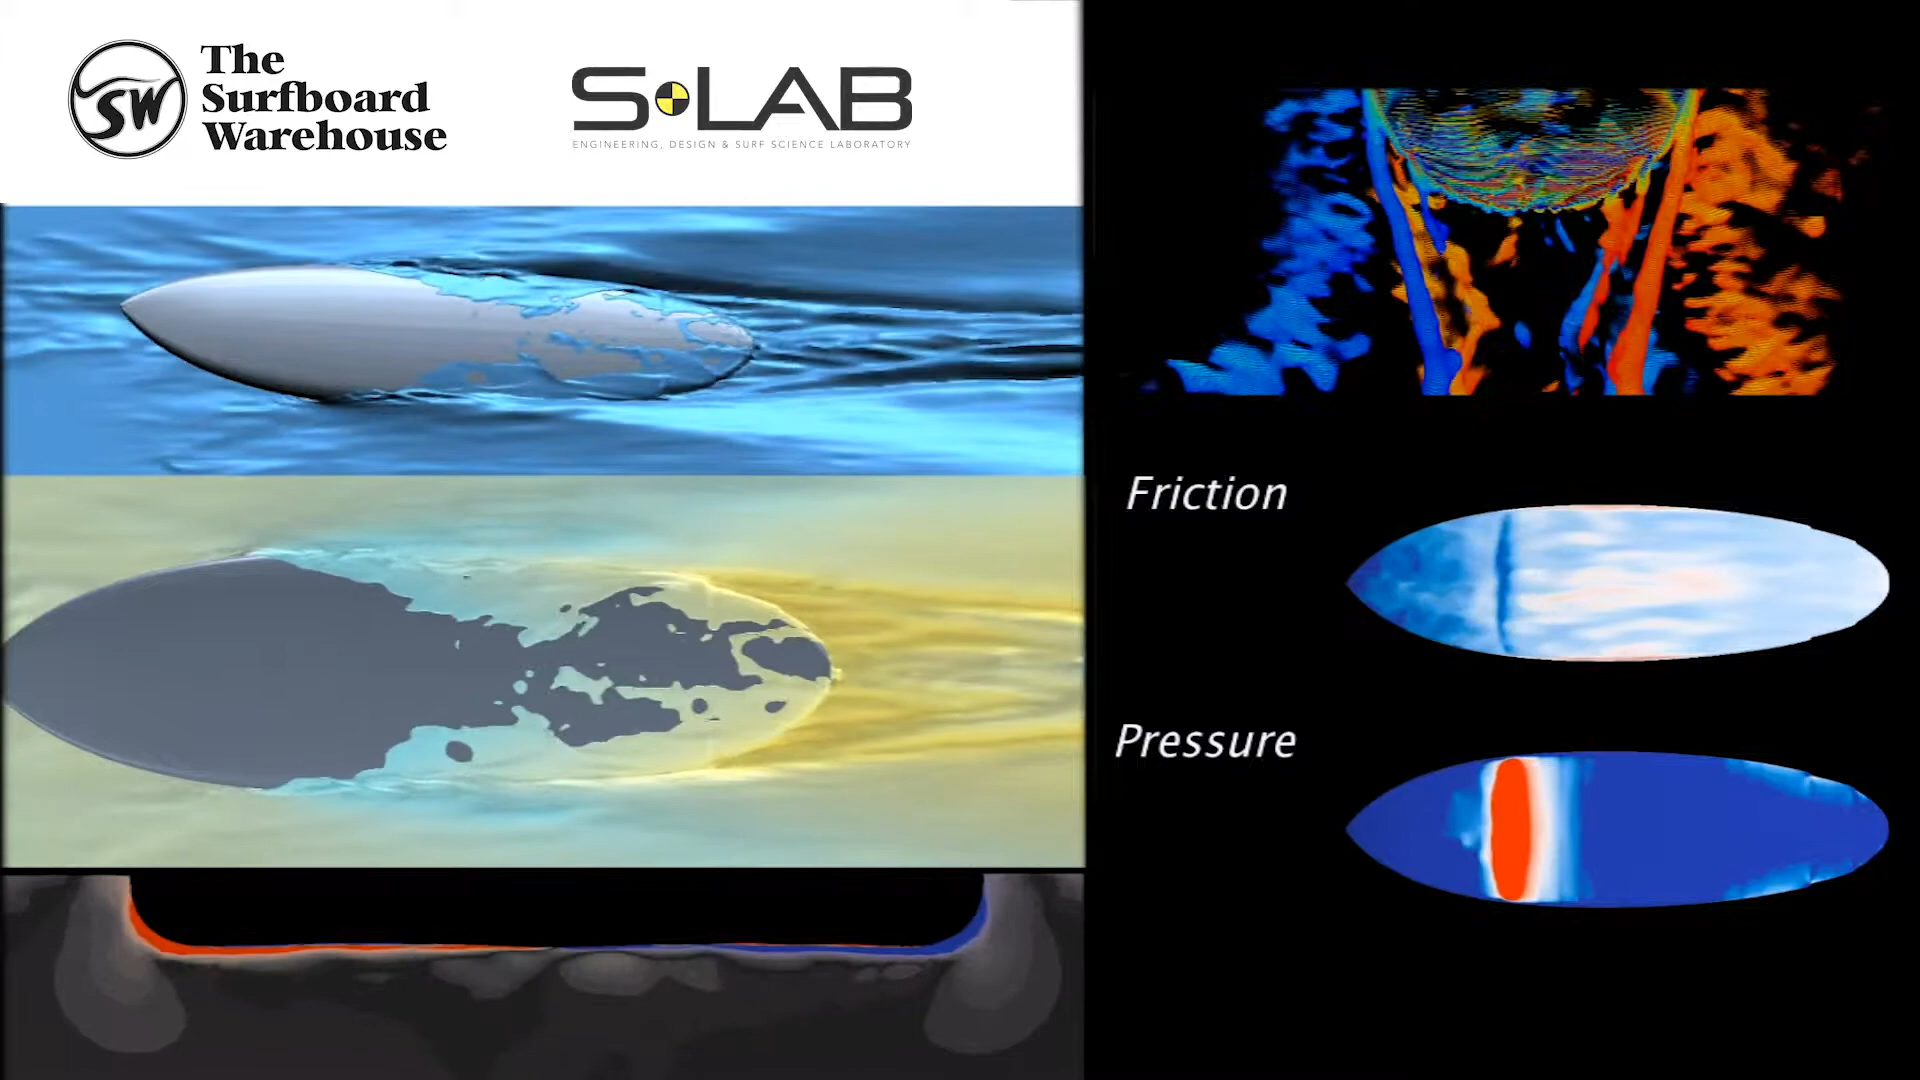 The
Surfboard
Warehouse
SW
S LAB
ENGINEERING, DESIGN & SURF SCIENCE LABORATORY
Friction
Pressure